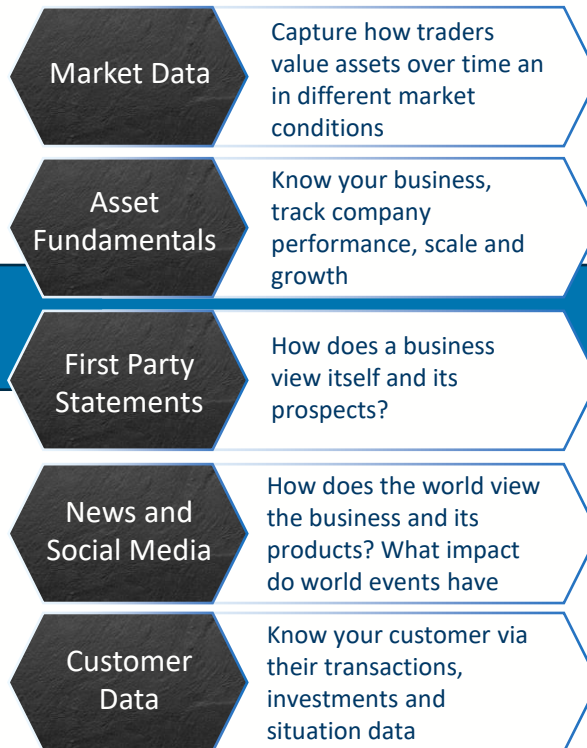 Market Data
Capture how traders
value assets over time an
in different market
conditions
Asset
Fundamentals
Know your business,
track company
performance, scale and
growth
First Party
Statements
How does a business
view itself and its
prospects?
News and
Social Media
How does the world view
the business and its
products? What impact
do world events have
Customer
Data
Know your customer via
their transactions,
investments and
situation data